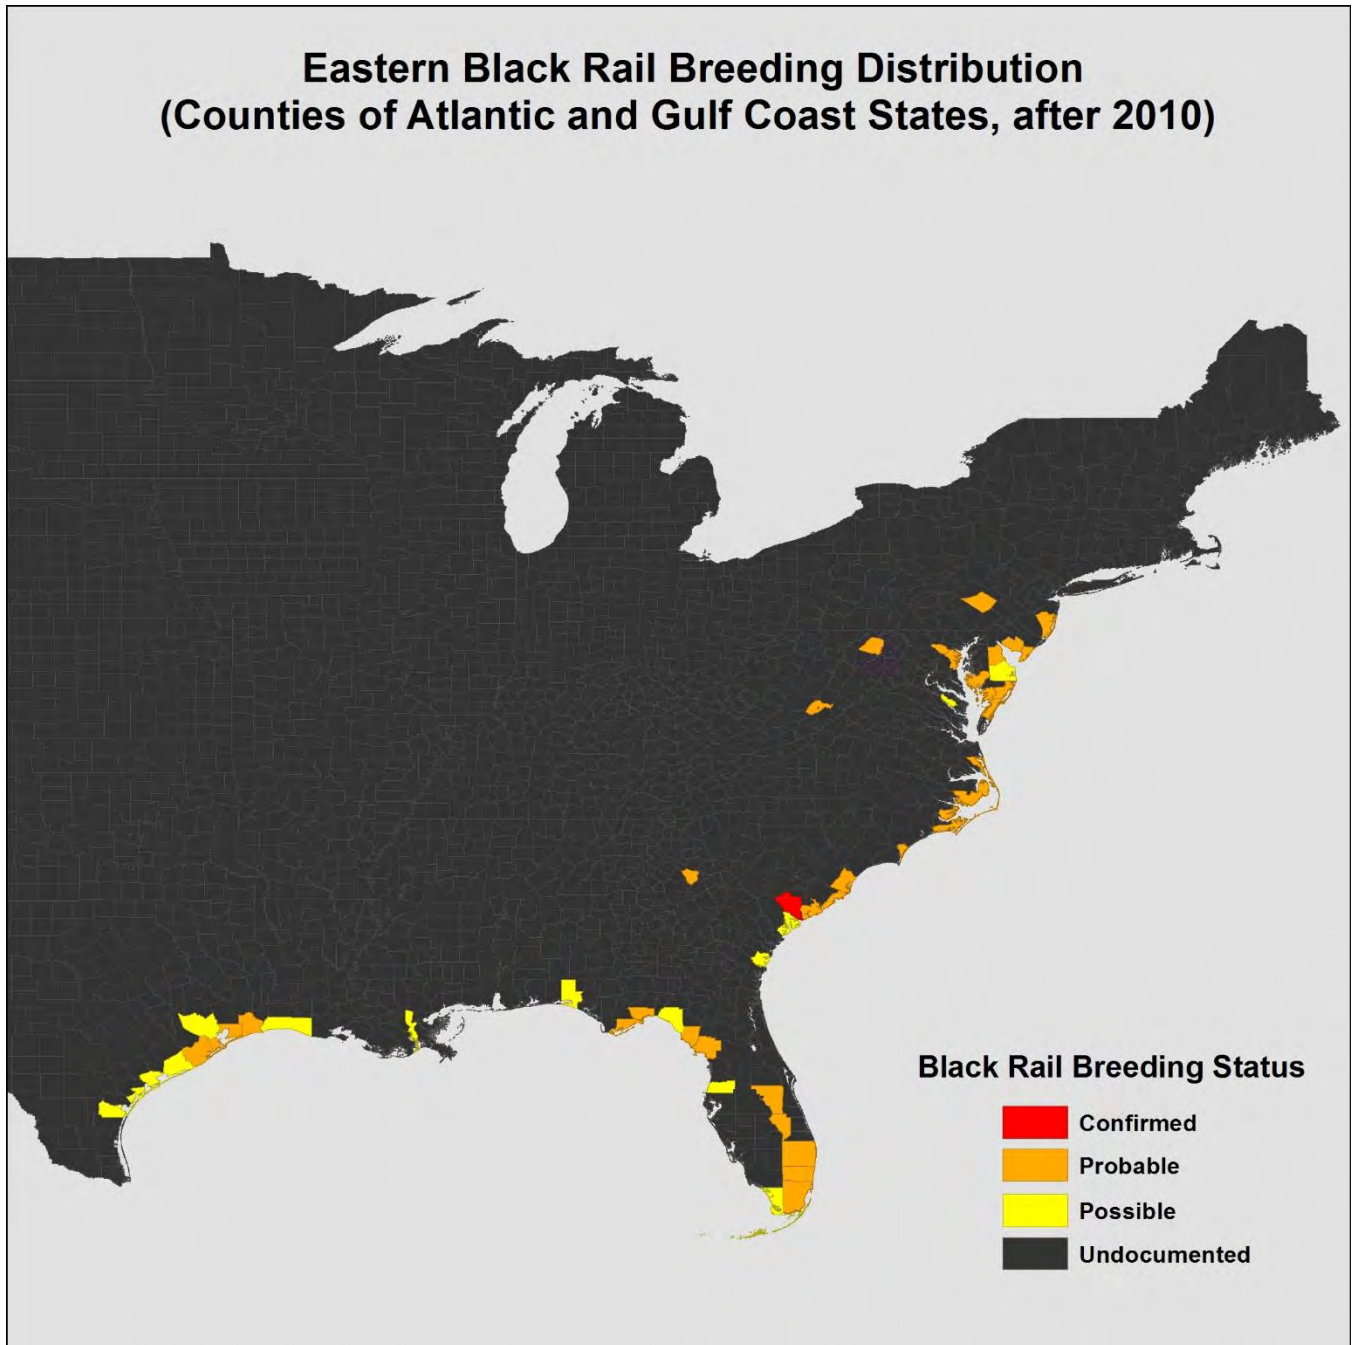 Eastern Black Rail Breeding Distribution
(Counties of Atlantic and Gulf Coast States, after 2010)
Black Rail Breeding Status
Confirmed
Probable
Possible
Undocumented